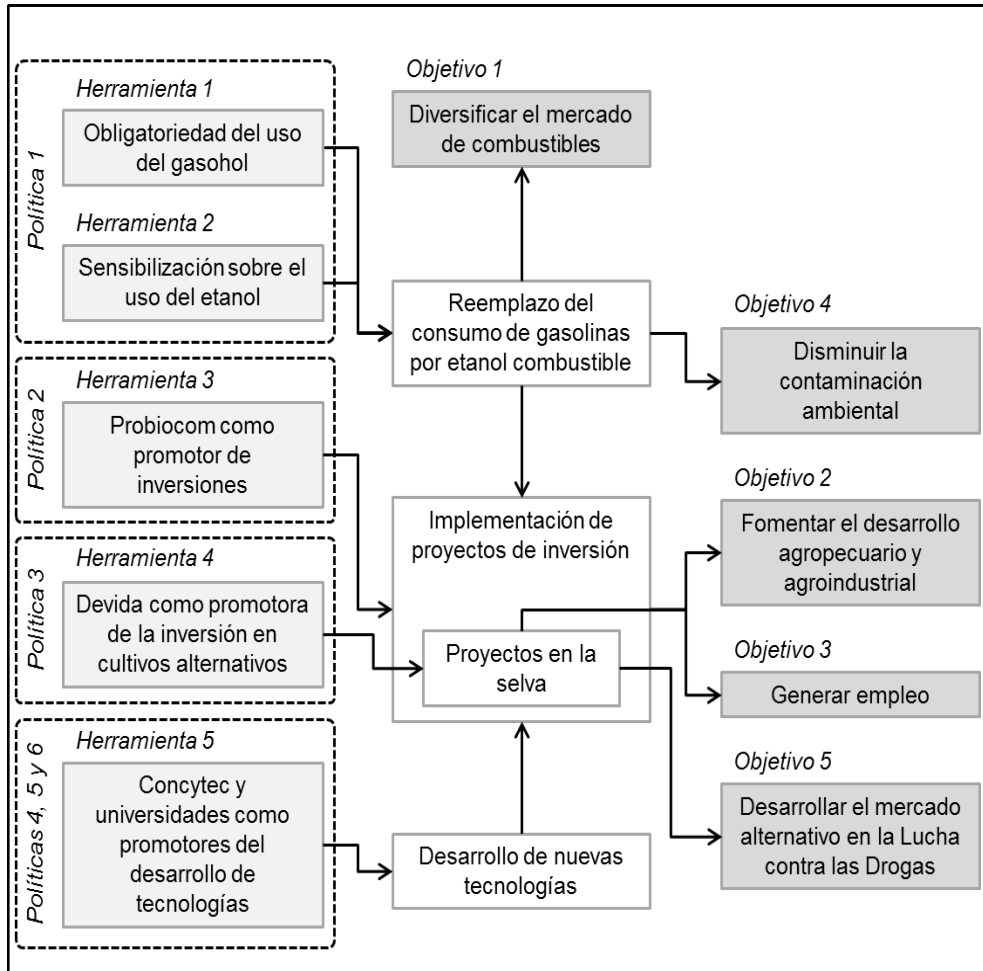 Política 1
Herramienta 1
Obligatoriedad del uso
del gasohol
Herramienta 2
Sensibilización sobre el
uso del etanol
Política 2
Herramienta 3
Probiocom como
promotor de
inversiones
Política 3
Herramienta 4
Devida como promotora
de la inversión en
cultivos alternativos
Políticas 4, 5 y 6
Herramienta 5
Concytec y
universidades como
promotores del
desarrollo de
tecnologías
Objetivo 1
Diversificar el mercado
de combustibles
Reemplazo del
consumo de gasolinas
por etanol combustible
Implementación de
proyectos de inversión
Proyectos en la
selva
Desarrollo de nuevas
tecnologías
Objetivo 4
Disminuir la
contaminación
ambiental
Objetivo 2
Fomentar el desarrollo
agropecuario y
agroindustrial
Objetivo 3
Generar empleo
Objetivo 5
Desarrollar el mercado
alternativo en la Lucha
contra las Drogas